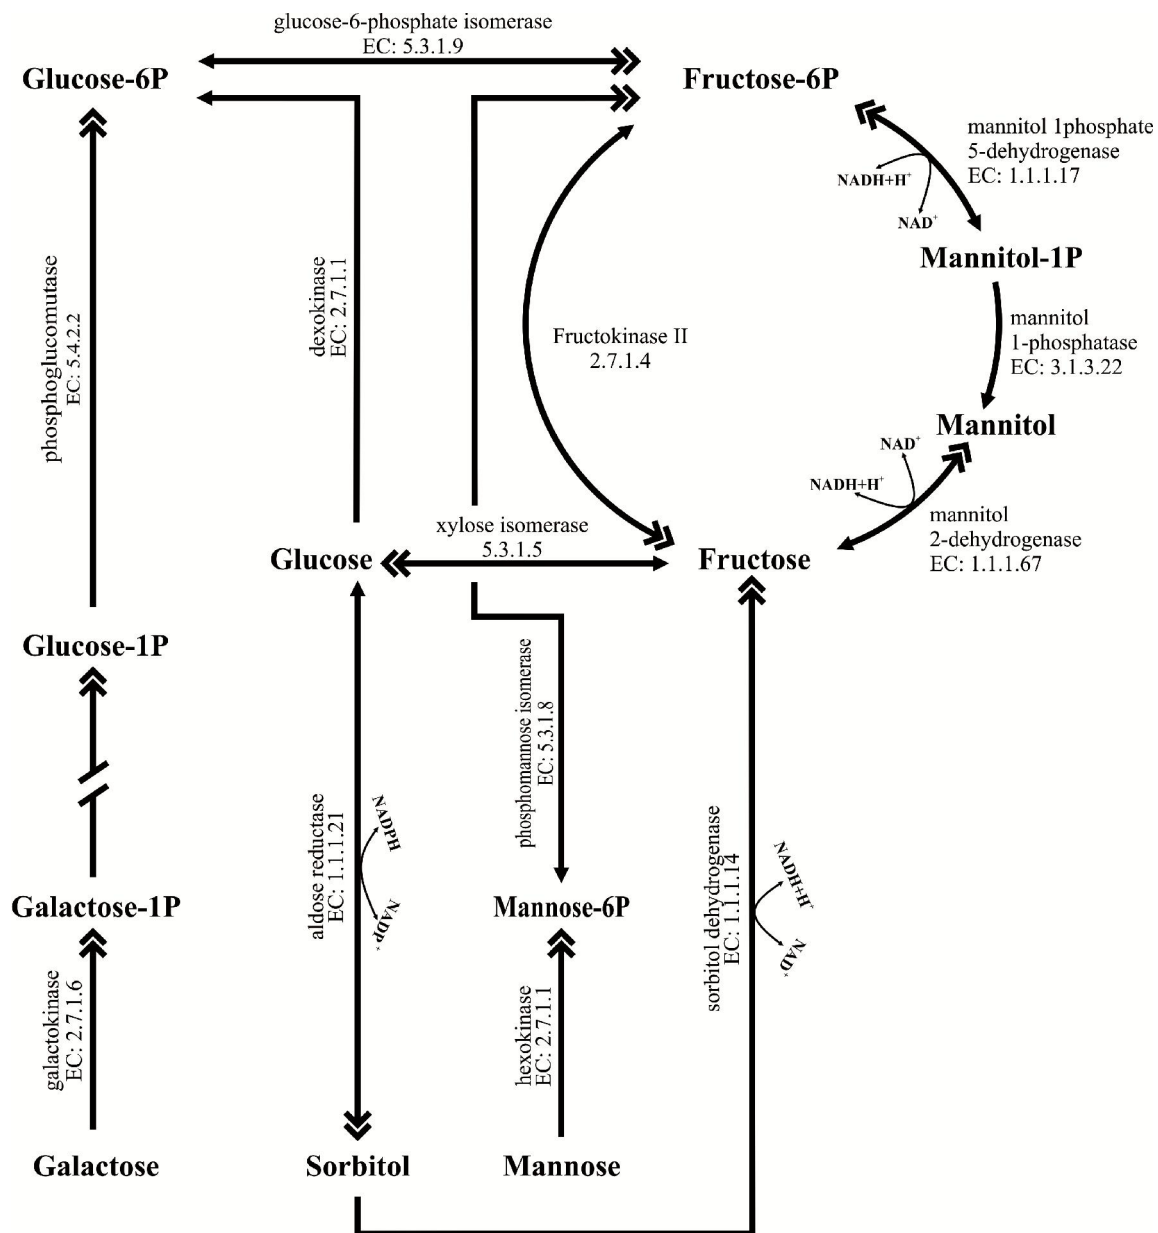 glucose-6-phosphate isomerase
EC: 5.3.1.9
Glucose-6P
Fructose-6P
mannitol 1phosphate
5-dehydrogenase
EC: 1.1.1.17
NADH+H⁺
NAD⁺
Mannitol-1P
phosphoglucomutase
EC: 5.4.2.2
dexokinase
EC: 2.7.1.1
Fructokinase II
2.7.1.4
mannitol
1-phosphatase
EC: 3.1.3.22
Mannitol
NAD⁺
NADH+H⁺
mannitol
2-dehydrogenase
EC: 1.1.1.67
xylose isomerase
5.3.1.5
Glucose
Fructose
Glucose-1P
phosphomannose isomerase
EC: 5.3.1.8
aldose reductase
EC: 1.1.1.21
NADPH
NADP⁺
sorbitol dehydrogenase
EC: 1.1.1.14
NADH+H⁺
NAD⁺
Galactose-1P
Mannose-6P
galactokinase
EC: 2.7.1.6
hexokinase
EC: 2.7.1.1
Galactose
Sorbitol
Mannose